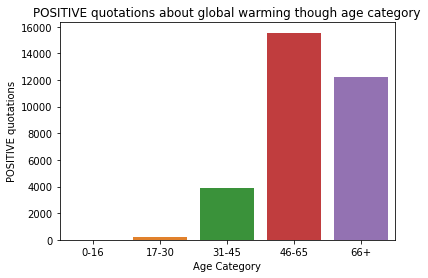 POSITIVE quotations about global warming though age category
16000
14000
12000
10000
8000
6000
4000
2000
0
POSITIVE quotations
0-16 17-30 31-45 46-65 66+
Age Category